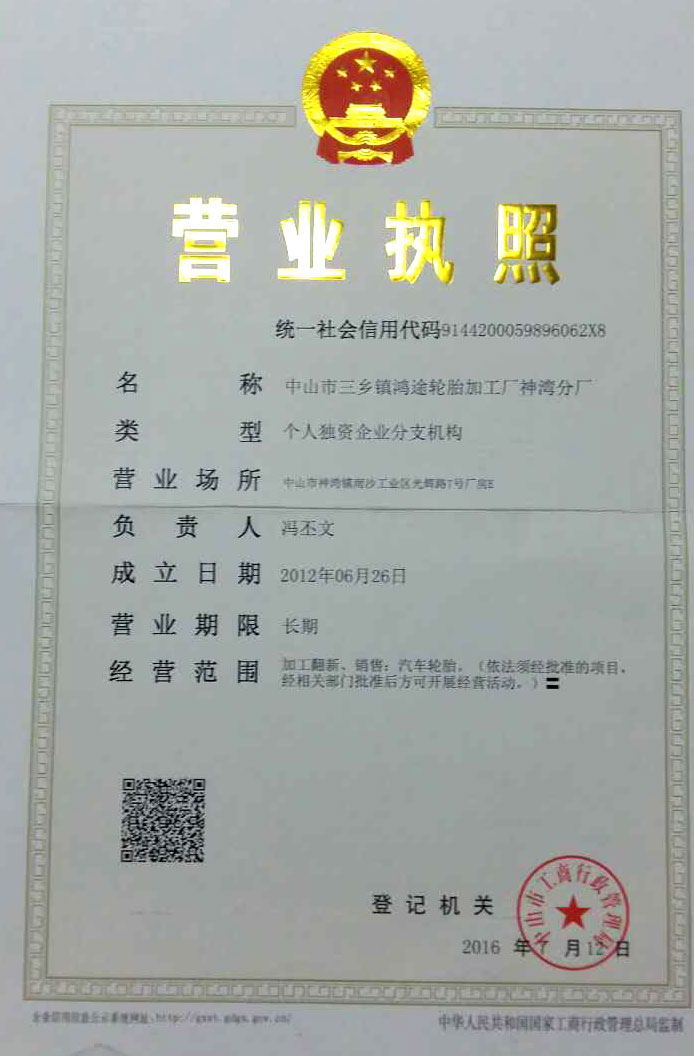 营业执照
统一社会信用代码9144200059896062X8
名称 中山市三乡镇鸿途轮胎加工厂神湾分厂
类型 个人独资企业分支机构
营业场所 中山市神湾镇南沙工业区光辉路7号厂房E
负责人 冯丕文
成立日期 2012年06月26日
营业期限 长期
经营范围 加工翻新、销售：汽车轮胎。（依法须经批准的项目，
经相关部门批准后方可开展经营活动。）〓
登记机关
中山市工商行政管理局
2016年7月12日
企业信用信息公示系统网址：http://gsxt.gdgs.gov.cn/
中华人民共和国国家工商行政管理总局监制